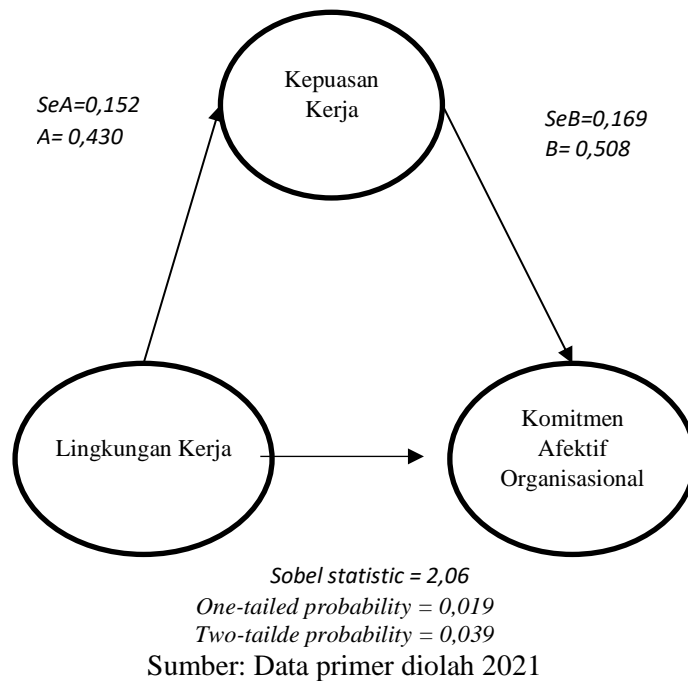 Kepuasan
Kerja
SeA=0,152
A= 0,430
SeB=0,169
B= 0,508
Lingkungan Kerja
Komitmen
Afektif
Organisasional
Sobel statistic = 2,06
One-tailed probability = 0,019
Two-tailde probability = 0,039
Sumber: Data primer diolah 2021